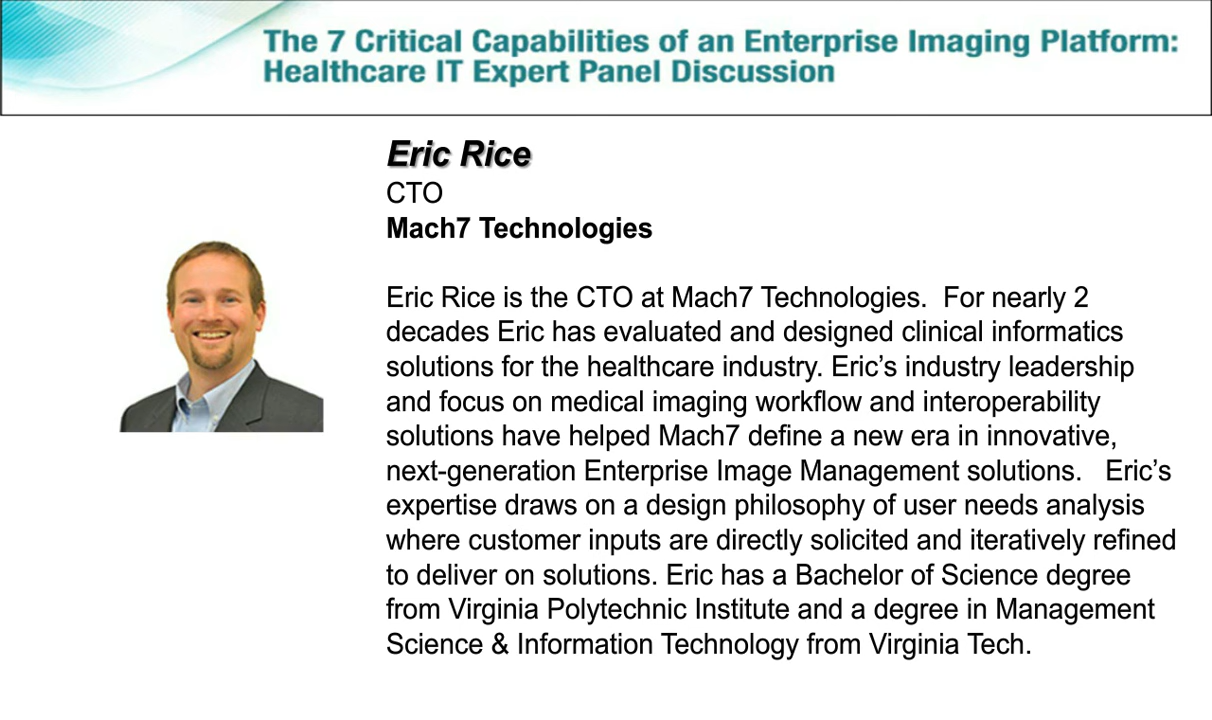 The 7 Critical Capabilities of an Enterprise Imaging Platform:
Healthcare IT Expert Panel Discussion
Eric Rice
CTO
Mach7 Technologies
Eric Rice is the CTO at Mach7 Technologies.  For nearly 2
decades Eric has evaluated and designed clinical informatics
solutions for the healthcare industry. Eric’s industry leadership
and focus on medical imaging workflow and interoperability
solutions have helped Mach7 define a new era in innovative,
next-generation Enterprise Image Management solutions.   Eric’s
expertise draws on a design philosophy of user needs analysis
where customer inputs are directly solicited and iteratively refined
to deliver on solutions. Eric has a Bachelor of Science degree
from Virginia Polytechnic Institute and a degree in Management
Science & Information Technology from Virginia Tech.